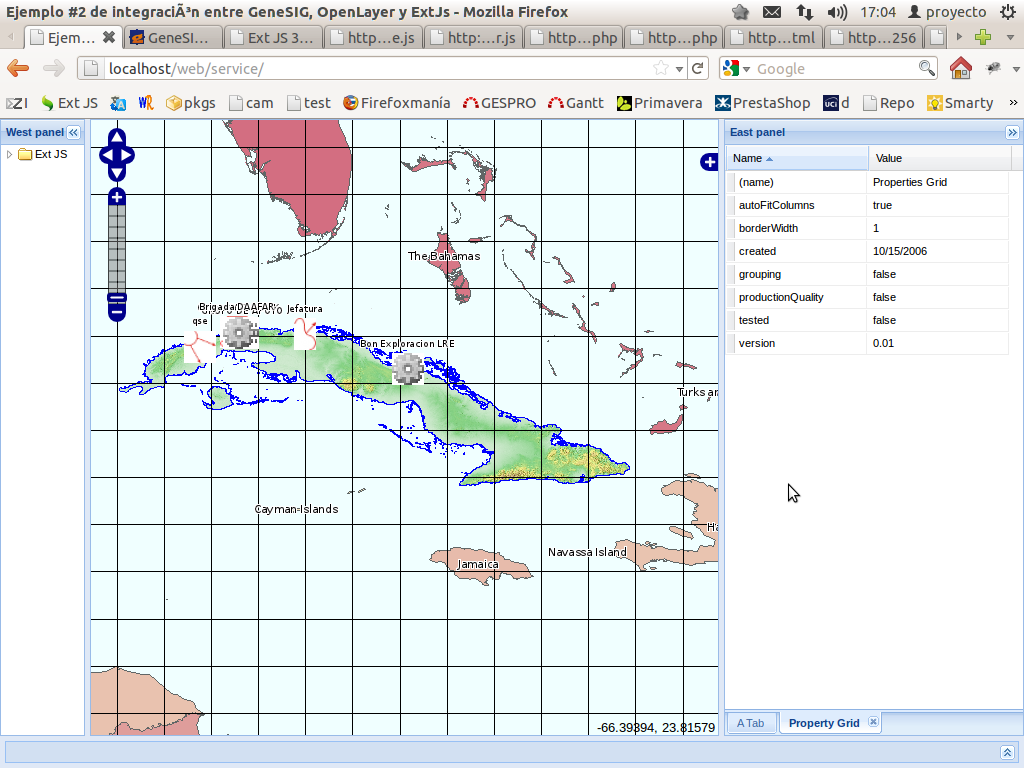 Ejemplo #2 de integraciÃ³n entre GeneSIG, OpenLayer y ExtJs - Mozilla Firefox
17:04 proyecto
Ejem... GeneSI... Ext JS 3... http...e.js http:...r.js http...php http...php http...tml http...256
localhost/web/service/ Google
ZI Ext JS WR pkgs cam test Firefoxmanía GESPRO Gantt Primavera PrestaShop UCi d Repo Smarty »
West panel
Ext JS
East panel
Name Value
(name) Properties Grid
autoFitColumns true
borderWidth 1
created 10/15/2006
grouping false
productionQuality false
tested false
version 0.01
The Bahamas
Brigada DAAFAR
Jefatura
qse
Bon Exploracion LRE
Turks an
Cayman-Islands
Ha
Navassa Island
Jamaica
-66.39394, 23.81579
A Tab Property Grid